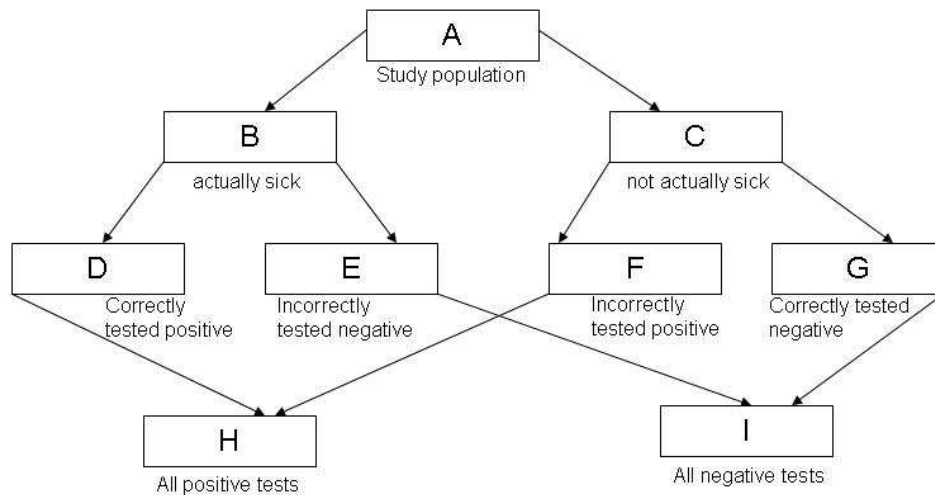 A
Study population
B
C
actually sick
not actually sick
D
E
F
G
Correctly
tested positive
Incorrectly
tested negative
Incorrectly
tested positive
Correctly tested
negative
H
I
All positive tests
All negative tests